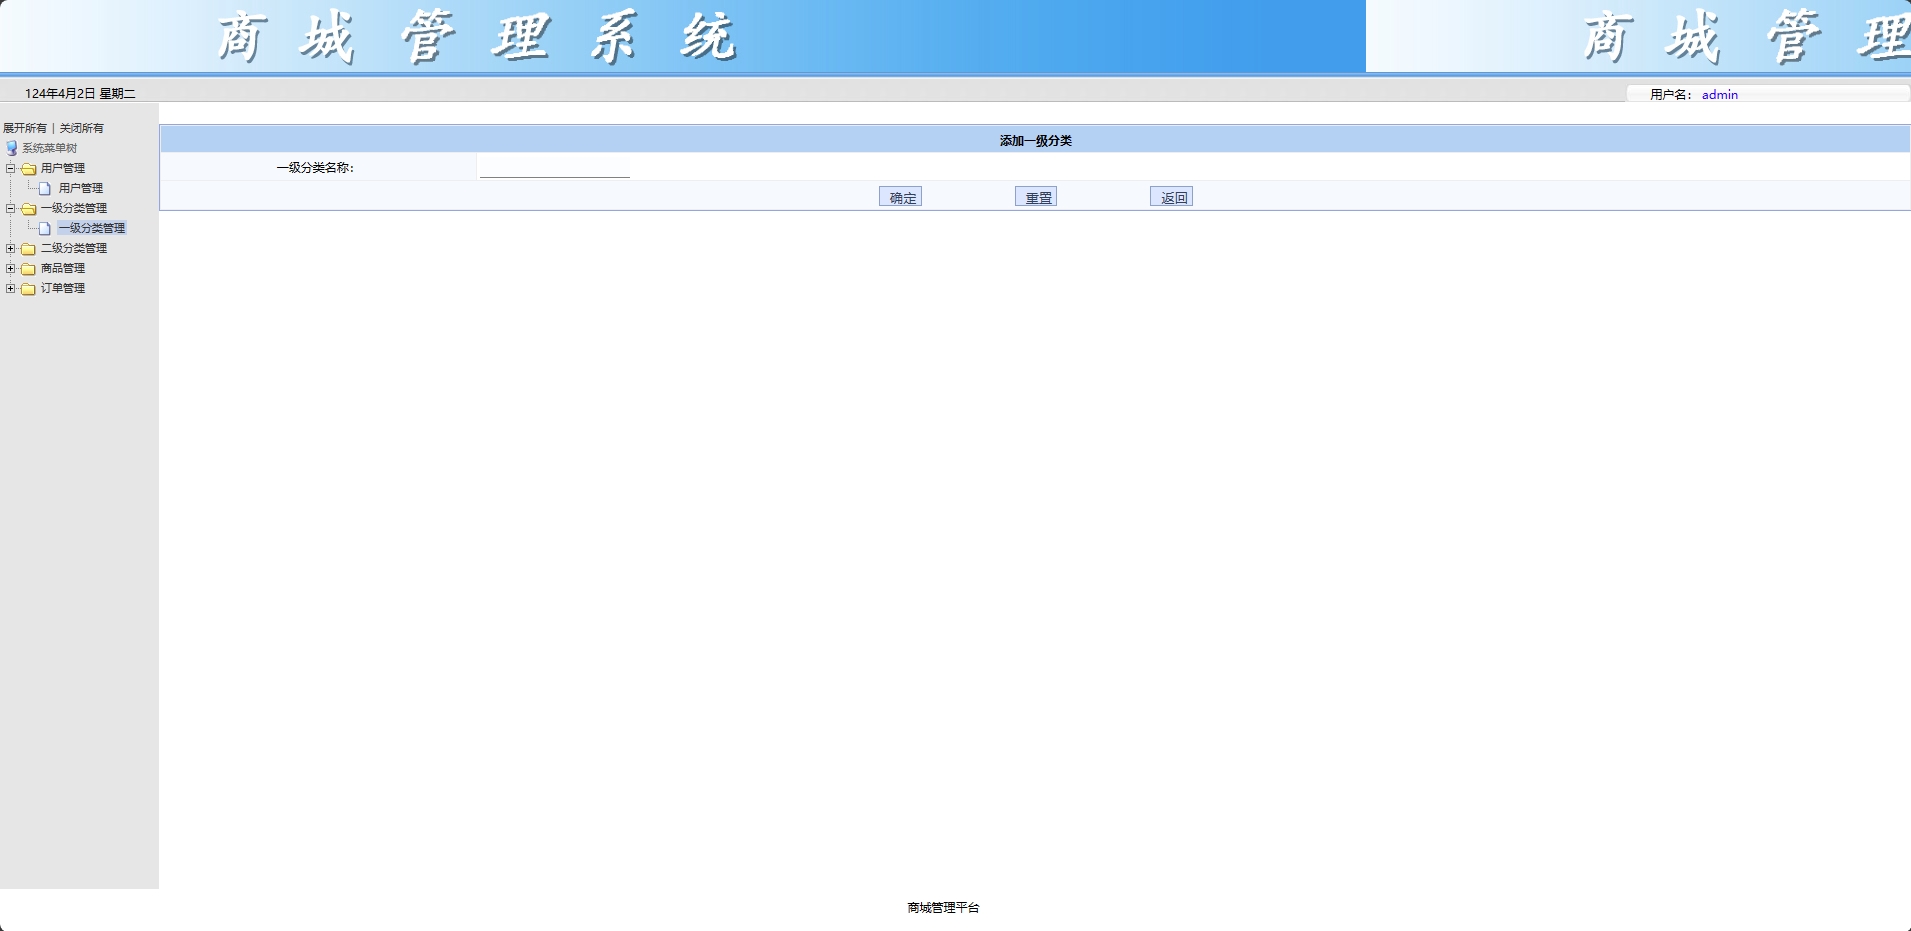 商城管理系统 商城管理
124年4月2日 星期二 用户名： admin
展开所有 | 关闭所有
系统菜单树
用户管理
用户管理
一级分类管理
一级分类管理
二级分类管理
商品管理
订单管理
添加一级分类
一级分类名称：
确定 重置 返回
商城管理平台